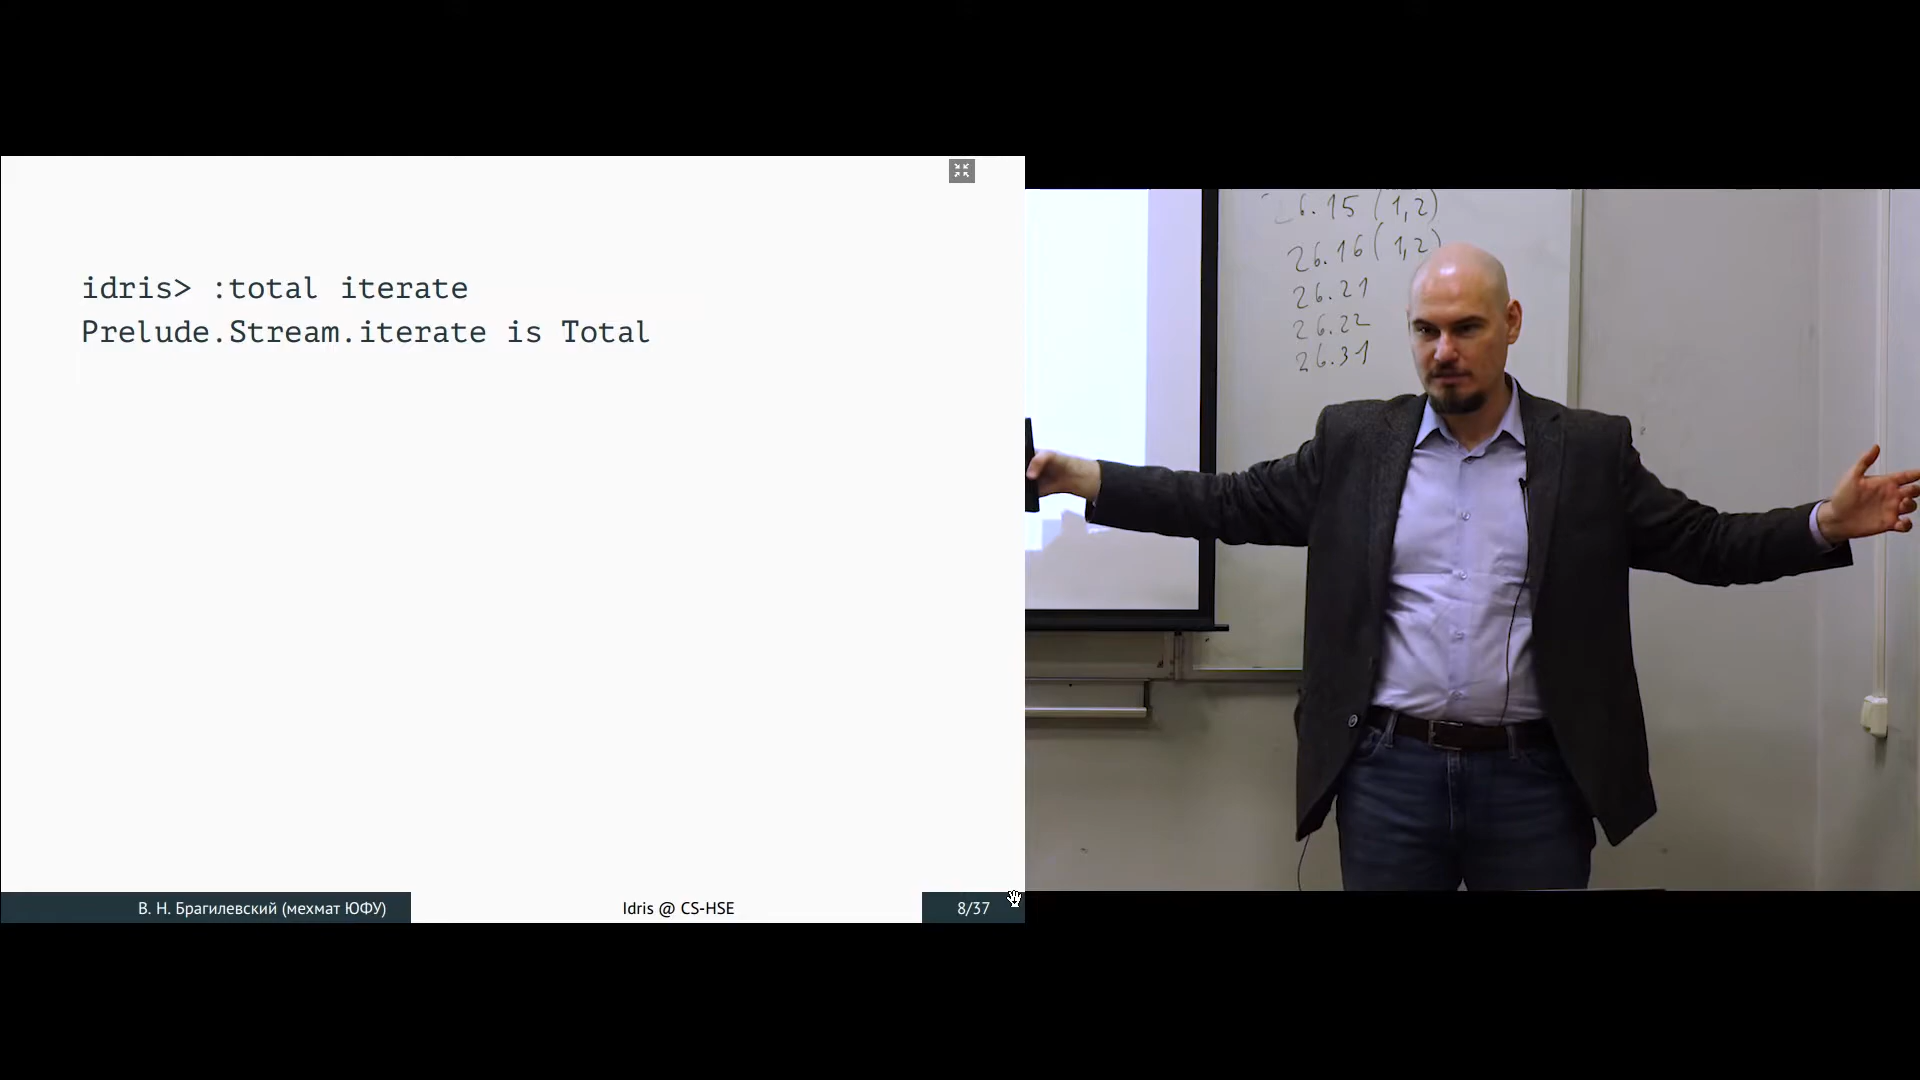 idris> :total iterate
Prelude.Stream.iterate is Total
В. Н. Брагилевский (мехмат ЮФУ)
Idris @ CS-HSE
8/37
26.15 (1,2)
26.16 (1,2)
26.21
26.22
26.31